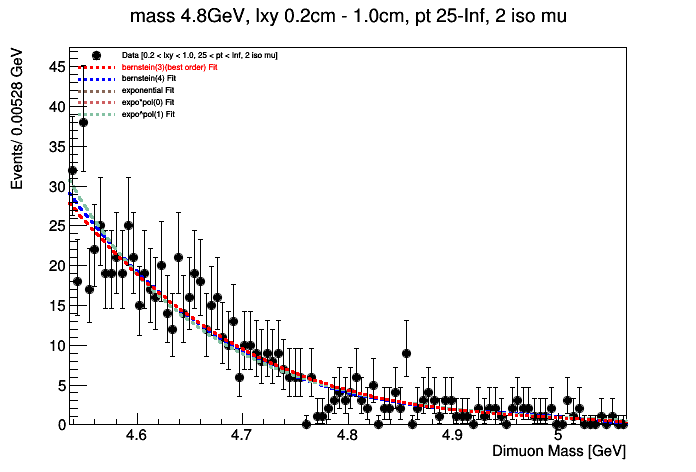 mass 4.8GeV, lxy 0.2cm - 1.0cm, pt 25-Inf, 2 iso mu
Events/ 0.00528 GeV
Data [0.2 < lxy < 1.0, 25 < pt < Inf, 2 iso mu]
bernstein(3)(best order) Fit
bernstein(4) Fit
exponential Fit
expo*pol(0) Fit
expo*pol(1) Fit
45
40
35
30
25
20
15
10
5
0
4.6 4.7 4.8 4.9 5
Dimuon Mass [GeV]